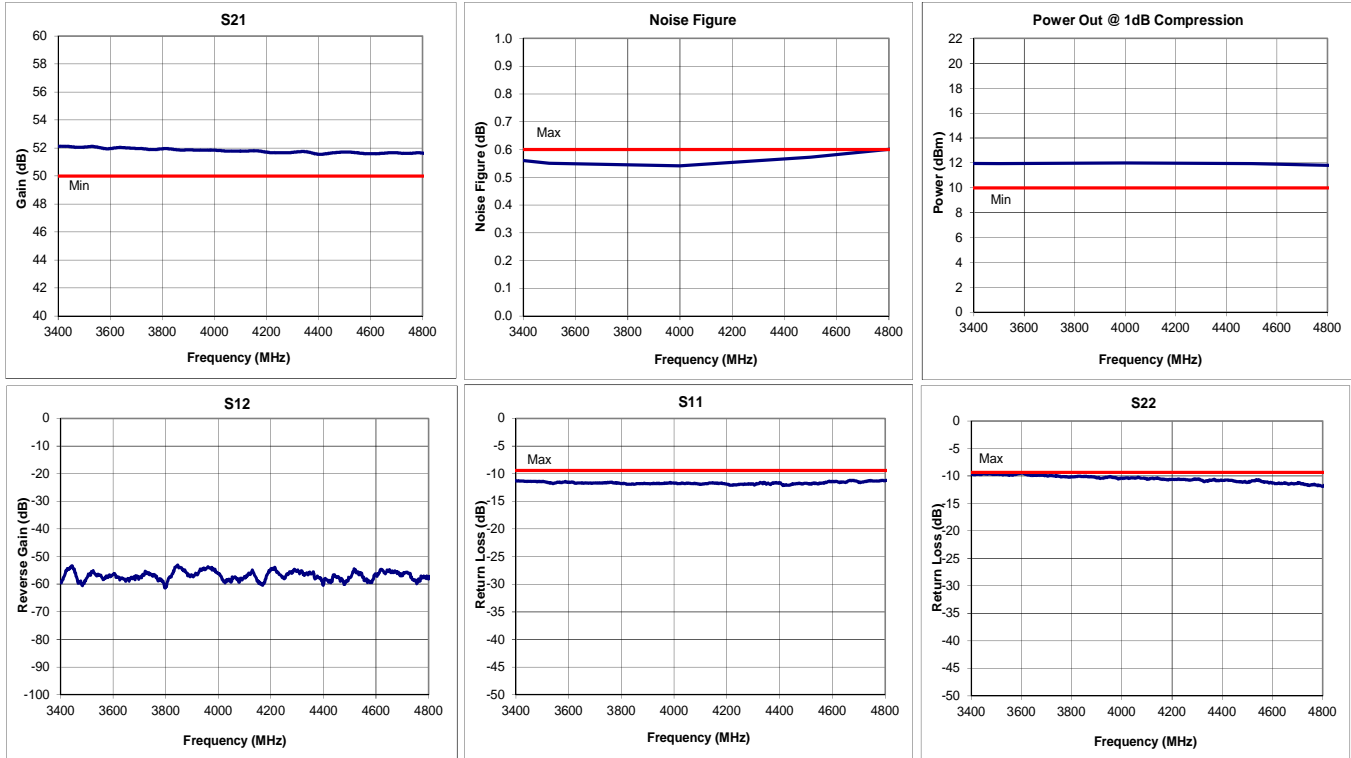 S21
60
58
56
54
52
50
48
46
44
42
40
Gain (dB)
Min
3400 3600 3800 4000 4200 4400 4600 4800
Frequency (MHz)
Noise Figure
1.0
0.9
0.8
0.7
0.6
0.5
0.4
0.3
0.2
0.1
0.0
Noise Figure (dB)
Max
3400 3600 3800 4000 4200 4400 4600 4800
Frequency (MHz)
Power Out @ 1dB Compression
22
20
18
16
14
12
10
8
6
4
2
0
Power (dBm)
Min
3400 3600 3800 4000 4200 4400 4600 4800
Frequency (MHz)
S12
0
-10
-20
-30
-40
-50
-60
-70
-80
-90
-100
Reverse Gain (dB)
3400 3600 3800 4000 4200 4400 4600 4800
Frequency (MHz)
S11
0
-5
-10
-15
-20
-25
-30
-35
-40
-45
-50
Return Loss (dB)
Max
3400 3600 3800 4000 4200 4400 4600 4800
Frequency (MHz)
S22
0
-5
-10
-15
-20
-25
-30
-35
-40
-45
-50
Return Loss (dB)
Max
3400 3600 3800 4000 4200 4400 4600 4800
Frequency (MHz)